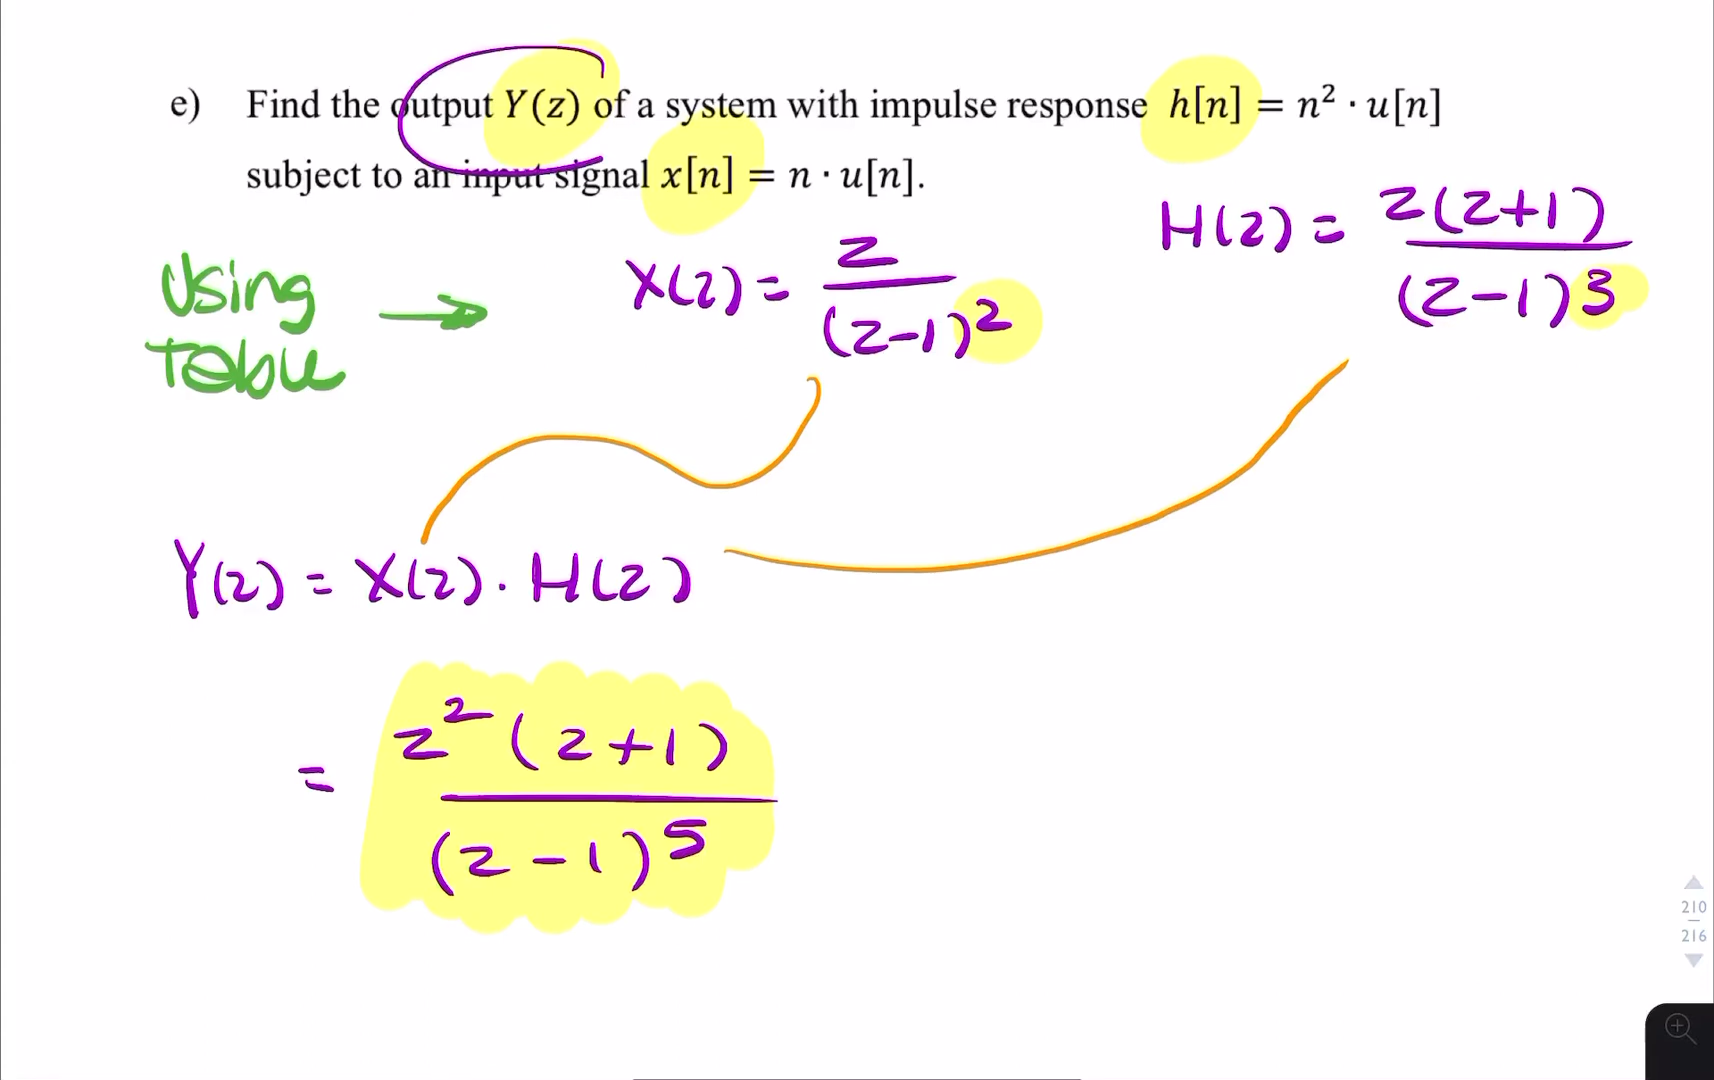 e) Find the output Y(z) of a system with impulse response h[n] = n² · u[n]
subject to an input signal x[n] = n · u[n].
Using Table → X(z) = z / (z-1)²
H(z) = z(z+1) / (z-1)³
Y(z) = X(z) · H(z)
= z²(z+1) / (z-1)⁵
210
216